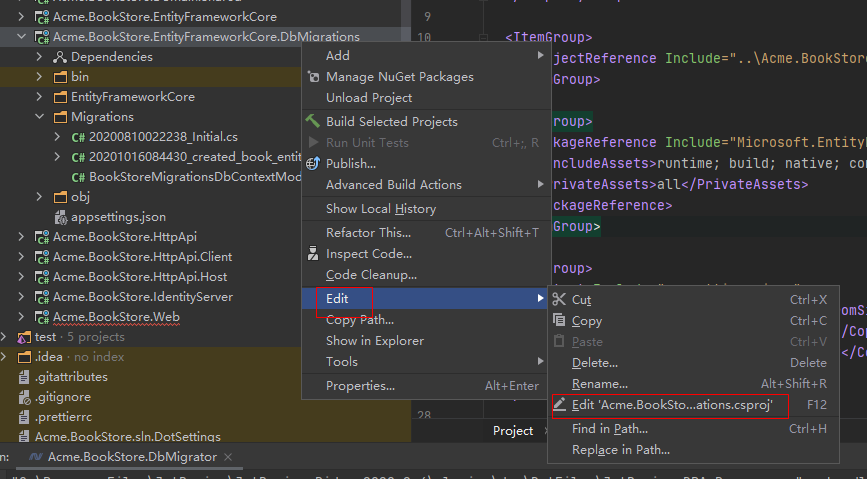 Acme.BookStore.EntityFrameworkCore
Acme.BookStore.EntityFrameworkCore.DbMigrations
Dependencies
bin
EntityFrameworkCore
Migrations
20200810022238_Initial.cs
20201016084430_created_book_enti
BookStoreMigrationsDbContextMod
obj
appsettings.json
Acme.BookStore.HttpApi
Acme.BookStore.HttpApi.Client
Acme.BookStore.HttpApi.Host
Acme.BookStore.IdentityServer
Acme.BookStore.Web
test · 5 projects
.idea · no index
.gitattributes
.gitignore
.prettierrc
Acme.BookStore.sln.DotSettings
n: Acme.BookStore.DbMigrator
Add
Manage NuGet Packages
Unload Project
Build Selected Projects
Run Unit Tests Ctrl+;, R
Publish...
Advanced Build Actions
Show Local History
Refactor This... Ctrl+Alt+Shift+T
Inspect Code...
Code Cleanup...
Edit
Copy Path...
Show in Explorer
Tools
Properties... Alt+Enter
Cut Ctrl+X
Copy Ctrl+C
Paste Ctrl+V
Delete... Delete
Rename... Alt+Shift+R
Edit 'Acme.BookSto...ations.csproj' F12
Find in Path... Ctrl+H
Replace in Path...
9
10 <ItemGroup>
jectReference Include="..\Acme.BookStor
Group>
roup>
kageReference Include="Microsoft.EntityF
ncludeAssets>runtime; build; native; con
rivateAssets>all</PrivateAssets>
ckageReference>
Group>
roup>
omSi
</Cop
</Co
28
Project